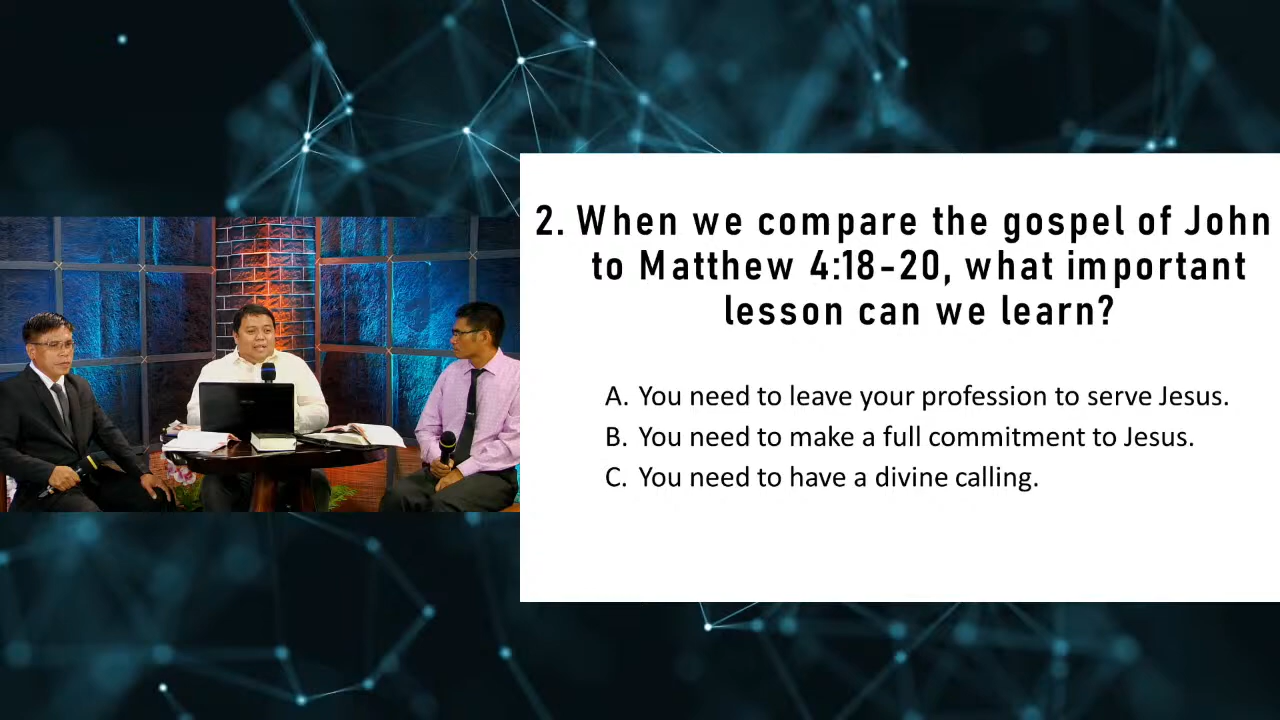 2. When we compare the gospel of John
to Matthew 4:18-20, what important
lesson can we learn?
A. You need to leave your profession to serve Jesus.
B. You need to make a full commitment to Jesus.
C. You need to have a divine calling.